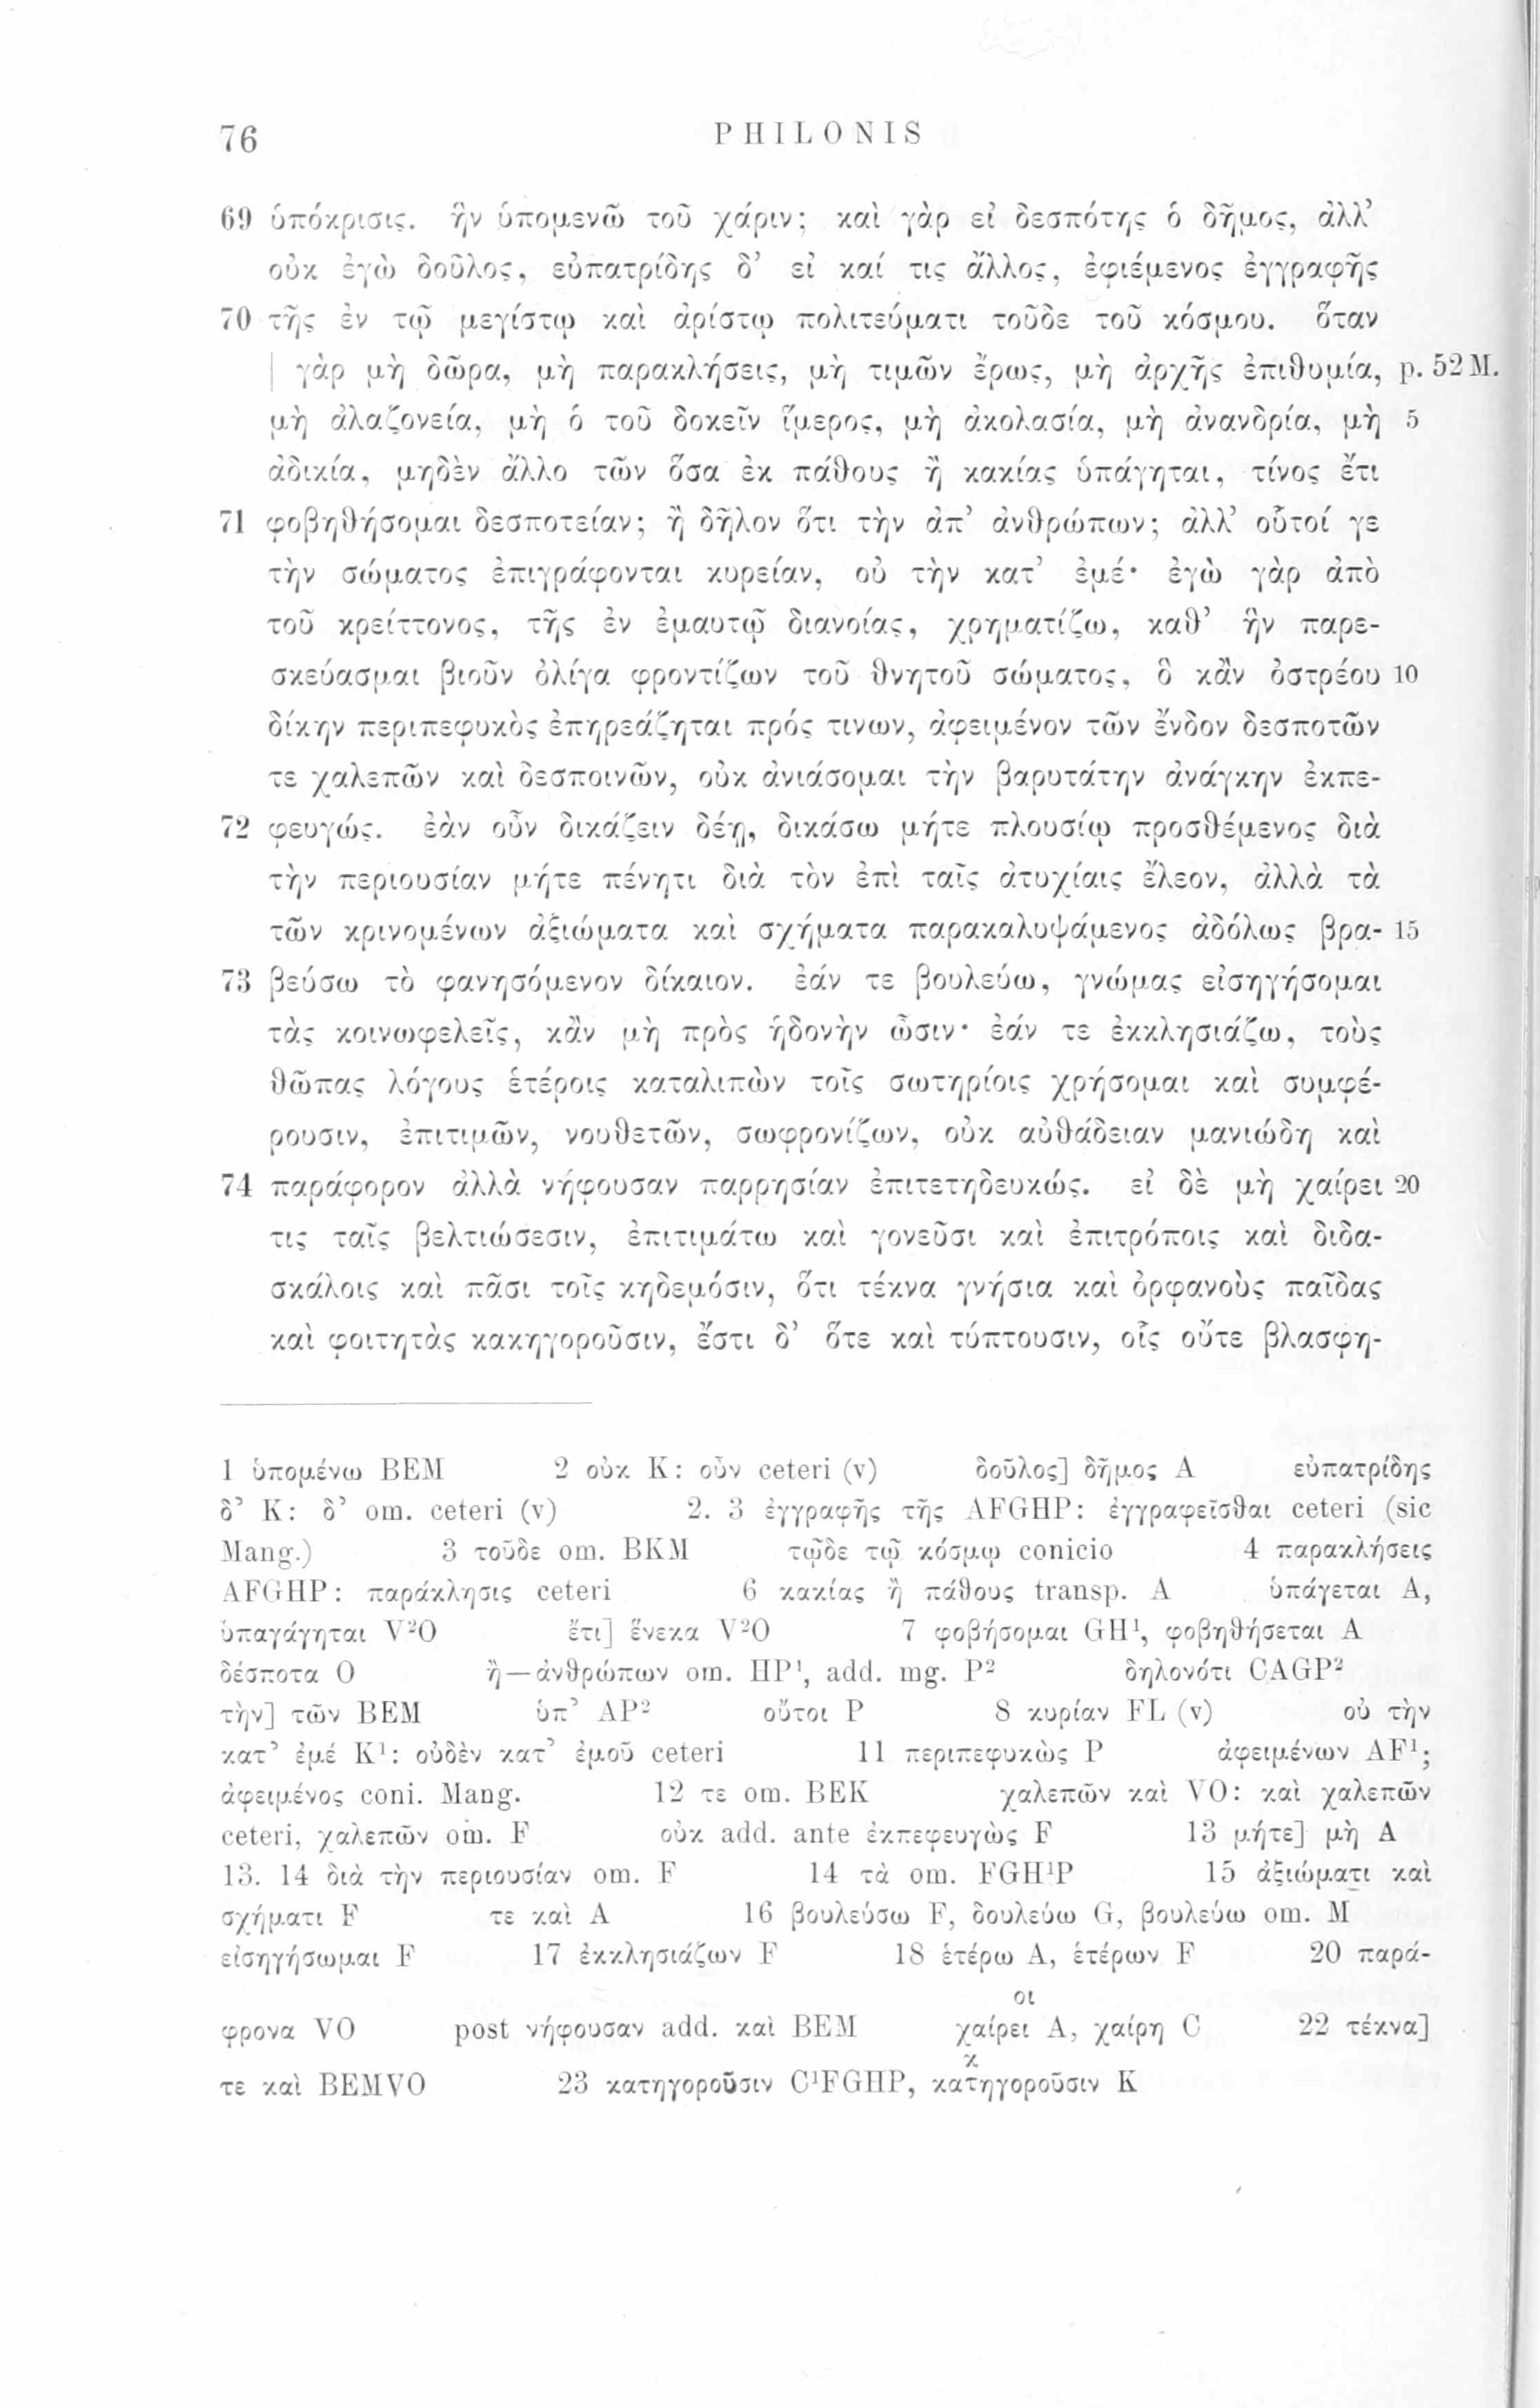 76 PHILONIS
69 ὑπόκρισις. ἣν ὑπομενῶ τοῦ χάριν; καὶ γὰρ εἰ δεσπότης ὁ δῆμος, ἀλλ’
οὐκ ἐγὼ δοῦλος, εὐπατρίδης δ’ εἰ καί τις ἄλλος, ἐφιέμενος ἐγγραφῆς
70 τῆς ἐν τῷ μεγίστῳ καὶ ἀρίστῳ πολιτεύματι τοῦδε τοῦ κόσμου. ὅταν
| γὰρ μὴ δῶρα, μὴ παρακλήσεις, μὴ τιμῶν ἔρως, μὴ ἀρχῆς ἐπιθυμία, p. 52 M.
μὴ ἀλαζονεία, μὴ ὁ τοῦ δοκεῖν ἵμερος, μὴ ἀκολασία, μὴ ἀνανδρία, μὴ 5
ἀδικία, μηδὲν ἄλλο τῶν ὅσα ἐκ πάθους ἢ κακίας ὑπάγηται, τίνος ἔτι
71 φοβηθήσομαι δεσποτείαν; ἢ δῆλον ὅτι τὴν ἀπ’ ἀνθρώπων; ἀλλ’ οὗτοί γε
τὴν σώματος ἐπιγράφονται κυρείαν, οὐ τὴν κατ’ ἐμέ· ἐγὼ γὰρ ἀπὸ
τοῦ κρείττονος, τῆς ἐν ἐμαυτῷ διανοίας, χρηματίζω, καθ’ ἣν παρε-
σκεύασμαι βιοῦν ὀλίγα φροντίζων τοῦ θνητοῦ σώματος, ὃ κἂν ὀστρέου 10
δίκην περιπεφυκὸς ἐπηρεάζηται πρός τινων, ἀφειμένον τῶν ἔνδον δεσποτῶν
τε χαλεπῶν καὶ δεσποινῶν, οὐκ ἀνιάσομαι τὴν βαρυτάτην ἀνάγκην ἐκπε-
72 φευγώς. ἐὰν οὖν δικάζειν δέῃ, δικάσω μήτε πλουσίῳ προσθέμενος διὰ
τὴν περιουσίαν μήτε πένητι διὰ τὸν ἐπὶ ταῖς ἀτυχίαις ἔλεον, ἀλλὰ τὰ
τῶν κρινομένων ἀξιώματα καὶ σχήματα παρακαλυψάμενος ἀδόλως βρα- 15
73 βεύσω τὸ φανησόμενον δίκαιον. ἐάν τε βουλεύω, γνώμας εἰσηγήσομαι
τὰς κοινωφελεῖς, κἂν μὴ πρὸς ἡδονὴν ὦσιν· ἐάν τε ἐκκλησιάζω, τοὺς
θῶπας λόγους ἑτέροις καταλιπὼν τοῖς σωτηρίοις χρήσομαι καὶ συμφέ-
ρουσιν, ἐπιτιμῶν, νουθετῶν, σωφρονίζων, οὐκ αὐθάδειαν μανιώδη καὶ
74 παράφορον ἀλλὰ νήφουσαν παρρησίαν ἐπιτετηδευκώς. εἰ δὲ μὴ χαίρει 20
τις ταῖς βελτιώσεσιν, ἐπιτιμάτω καὶ γονεῦσι καὶ ἐπιτρόποις καὶ διδα-
σκάλοις καὶ πᾶσι τοῖς κηδεμόσιν, ὅτι τέκνα γνήσια καὶ ὀρφανοὺς παῖδας
καὶ φοιτητὰς κακηγοροῦσιν, ἔστι δ’ ὅτε καὶ τύπτουσιν, οἷς οὔτε βλασφη-
1 ὑπομένω BEM 2 οὐκ K: οὖν ceteri (v) δοῦλος] δῆμος A εὐπατρίδης
δ’ K: δ’ om. ceteri (v) 2. 3 ἐγγραφῆς τῆς AFGHP: ἐγγραφεῖσθαι ceteri (sic
Mang.) 3 τοῦδε om. BKM τῷδε τῷ κόσμῳ conicio 4 παρακλήσεις
AFGHP: παράκλησις ceteri 6 κακίας ἢ πάθους transp. A ὑπάγεται A,
ὑπαγάγηται V²O ἔτι] ἕνεκα V²O 7 φοβήσομαι GH¹, φοβηθήσεται A
δέσποτα O ἢ—ἀνθρώπων om. HP¹, add. mg. P² δηλονότι CAGP²
τὴν] τῶν BEM ὑπ’ AP² οὕτοι P 8 κυρίαν FL (v) οὐ τὴν
κατ’ ἐμέ K¹: οὐδὲν κατ’ ἐμοῦ ceteri 11 περιπεφυκὼς P ἀφειμένων AF¹;
ἀφειμένος coni. Mang. 12 τε om. BEK χαλεπῶν καὶ VO: καὶ χαλεπῶν
ceteri, χαλεπῶν om. F οὐκ add. ante ἐκπεφευγὼς F 13 μήτε] μὴ A
13. 14 διὰ τὴν περιουσίαν om. F 14 τὰ om. FGH¹P 15 ἀξιώματι καὶ
σχήματι F τε καὶ A 16 βουλεύσω F, δουλεύω G, βουλεύω om. M
εἰσηγήσωμαι F 17 ἐκκλησιάζων F 18 ἑτέρω A, ἑτέρων F 20 παρά-
οι
φρονα VO post νήφουσαν add. καὶ BEM χαίρει A, χαίρη C 22 τέκνα]
κ
τε καὶ BEMVO 23 κατηγοροῦσιν C¹FGHP, κατηγοροῦσιν K